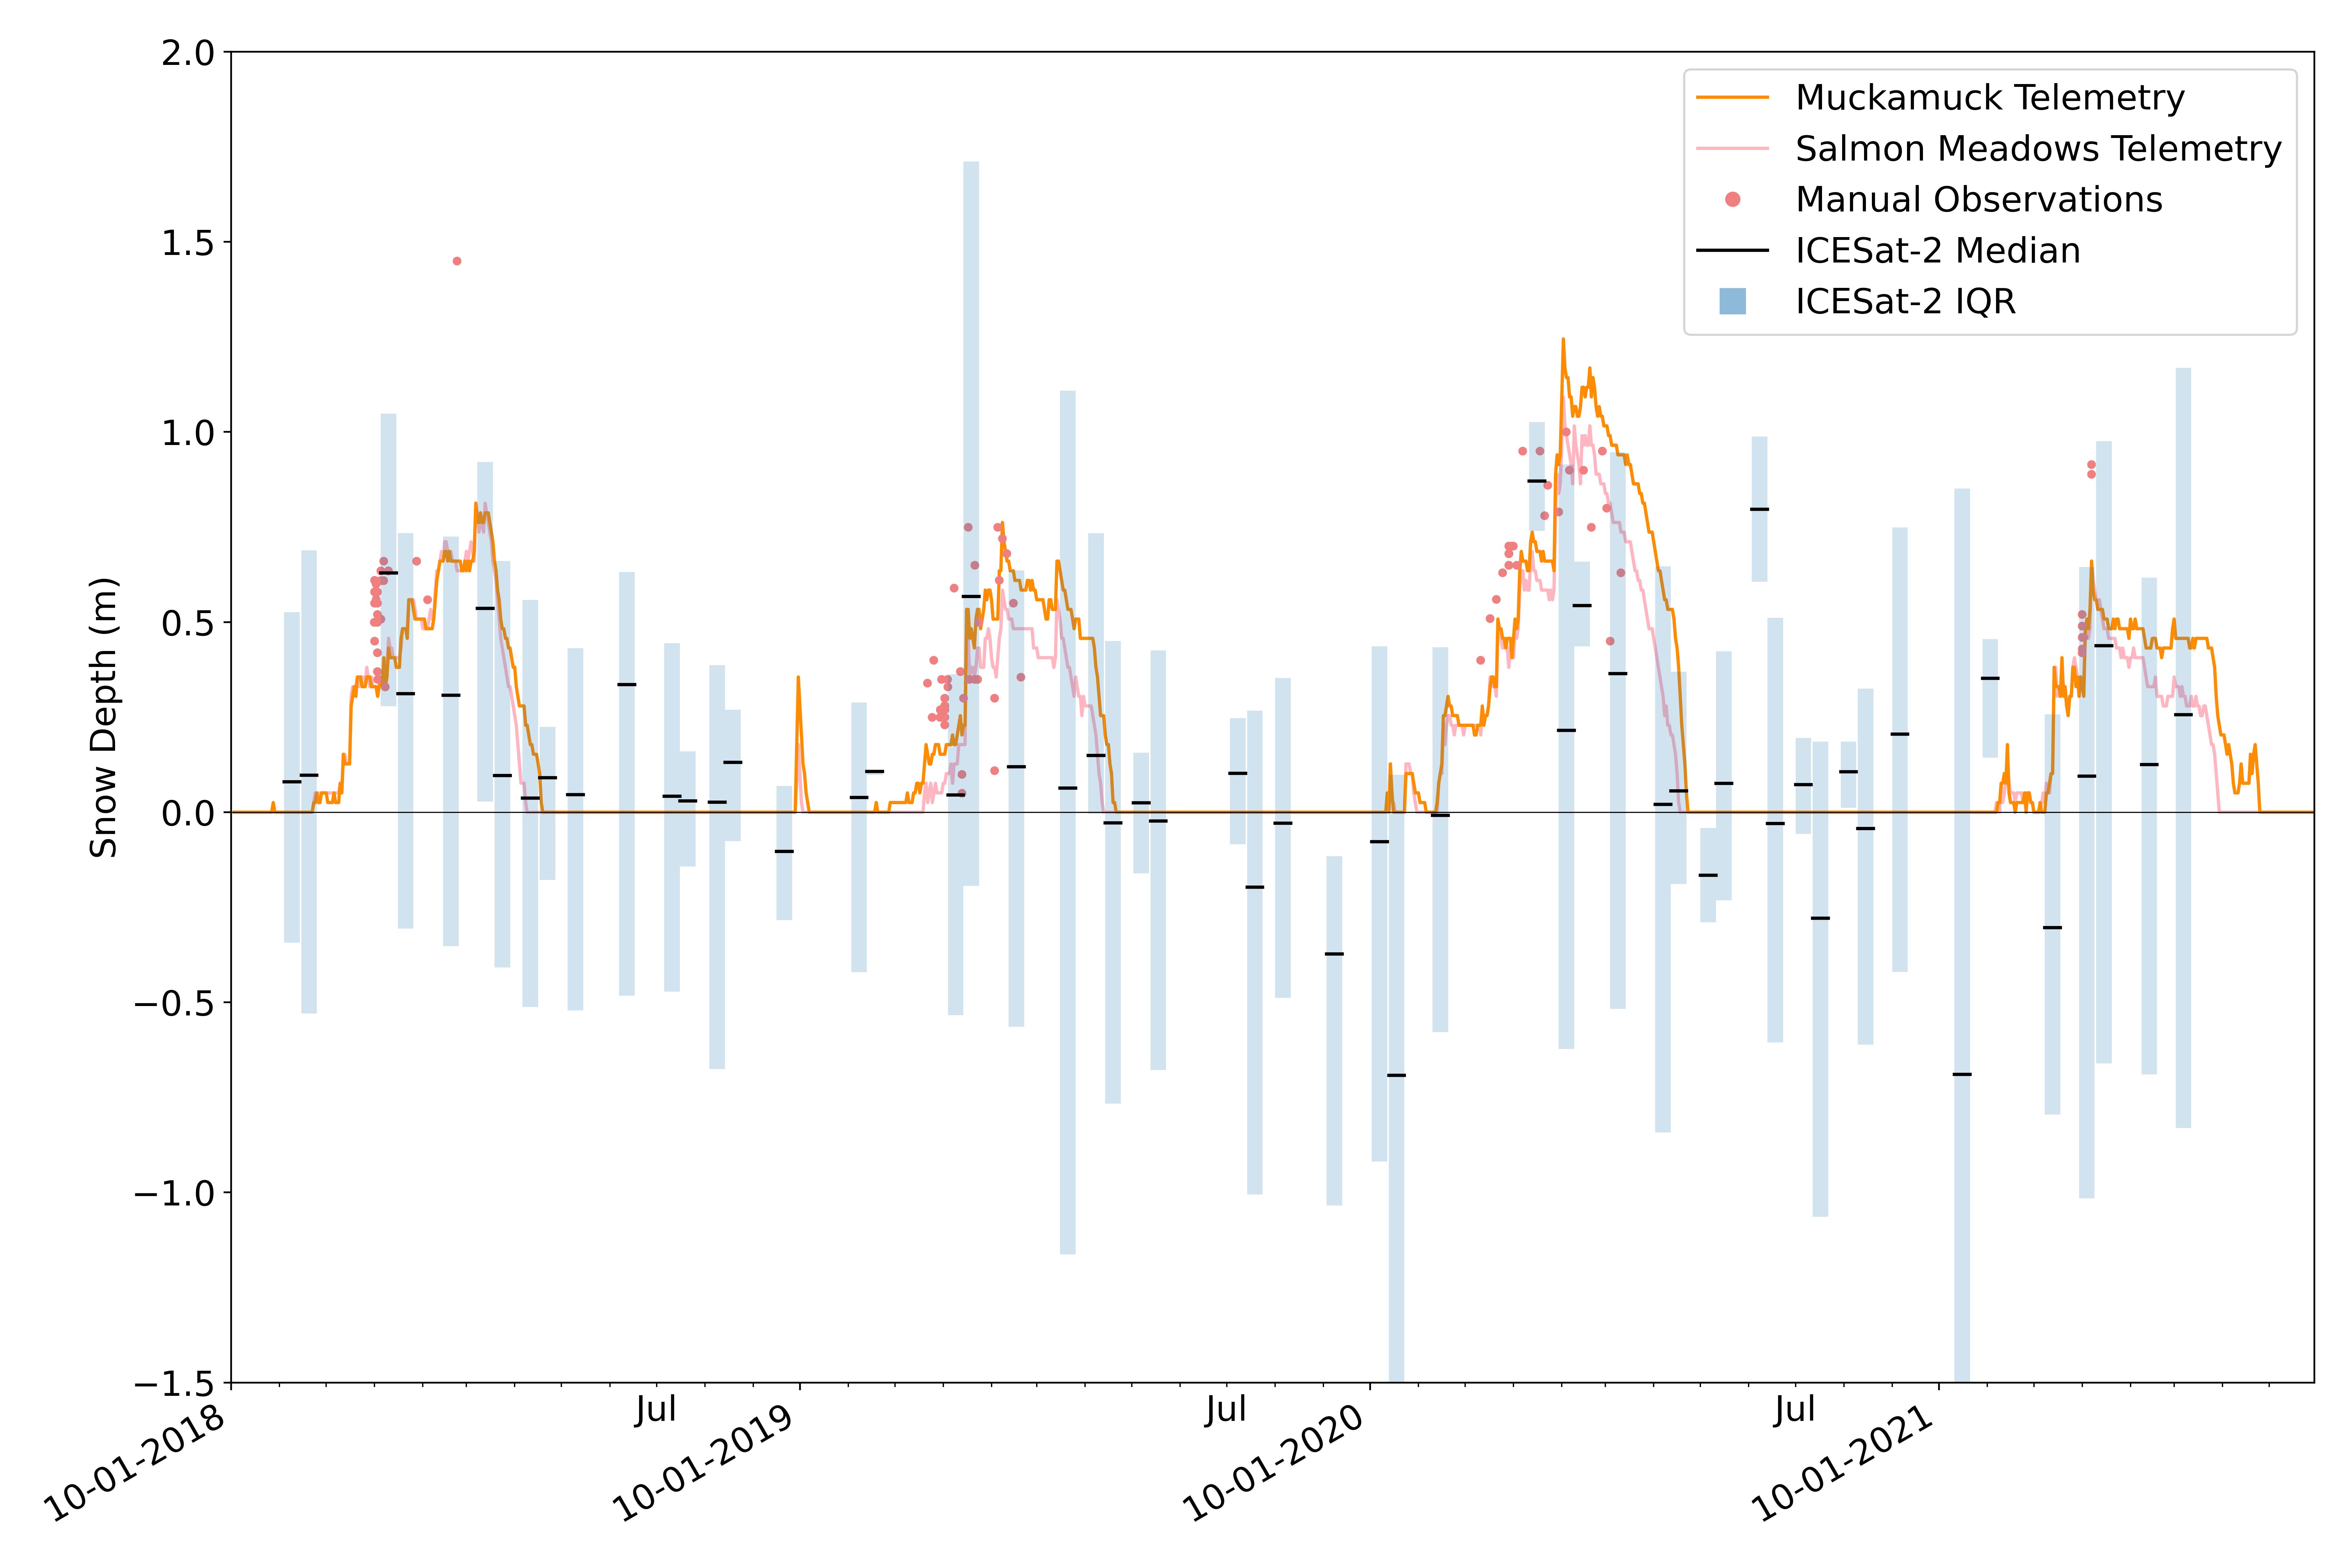 2.0
1.5
1.0
0.5
0.0
−0.5
−1.0
−1.5
Snow Depth (m)
Muckamuck Telemetry
Salmon Meadows Telemetry
Manual Observations
ICESat-2 Median
ICESat-2 IQR
Jul Jul Jul
10-01-2018 10-01-2019 10-01-2020 10-01-2021